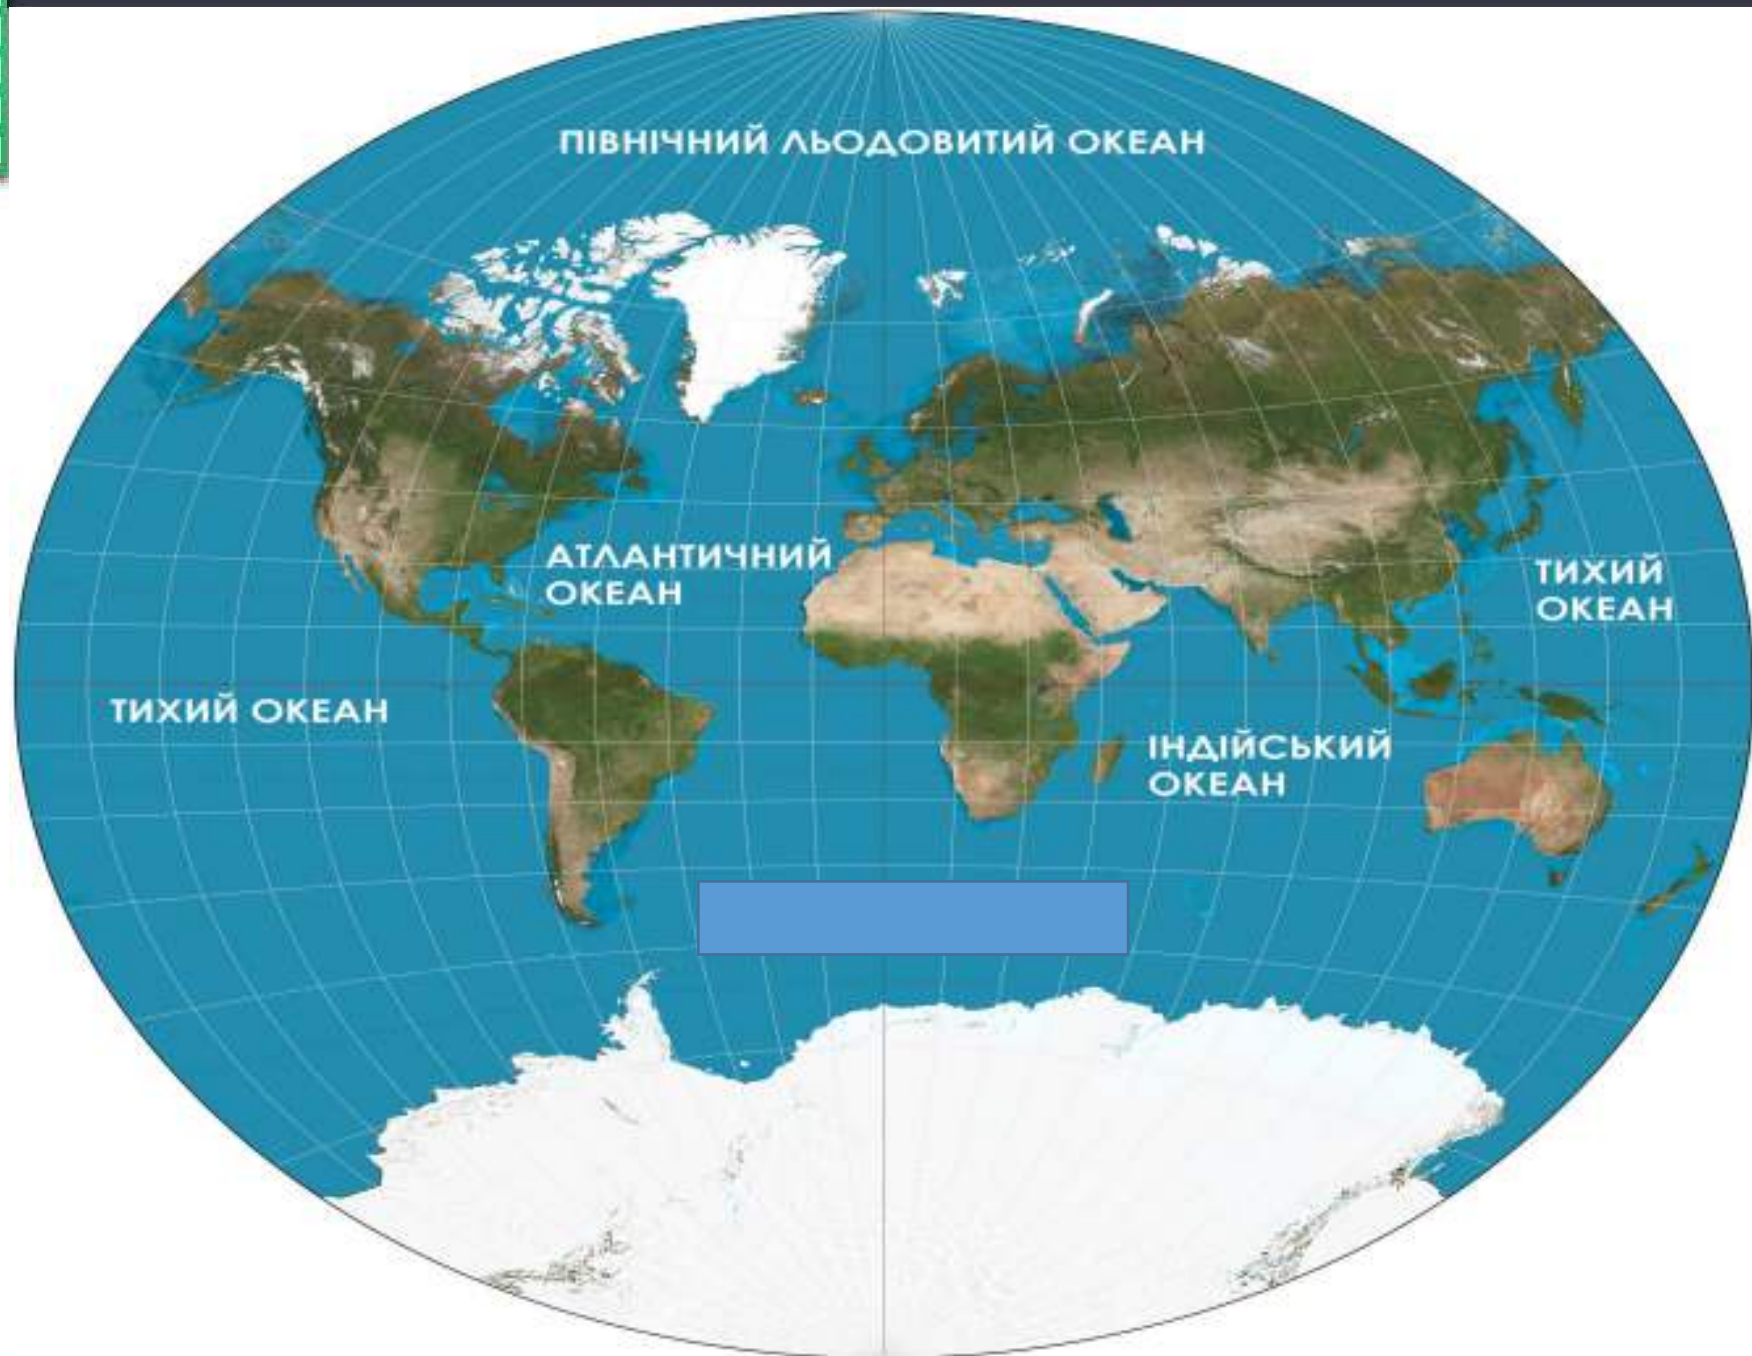 ПІВНІЧНИЙ ЛЬОДОВИТИЙ ОКЕАН
АТЛАНТИЧНИЙ
ОКЕАН
ТИХИЙ
ОКЕАН
ТИХИЙ ОКЕАН
ІНДІЙСЬКИЙ
ОКЕАН